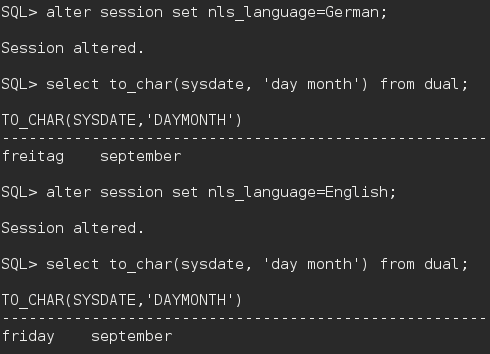 SQL> alter session set nls_language=German;
Session altered.
SQL> select to_char(sysdate, 'day month') from dual;
TO_CHAR(SYSDATE,'DAYMONTH')
------------------------------------------------------
freitag    september
SQL> alter session set nls_language=English;
Session altered.
SQL> select to_char(sysdate, 'day month') from dual;
TO_CHAR(SYSDATE,'DAYMONTH')
------------------------------------------------------
friday    september